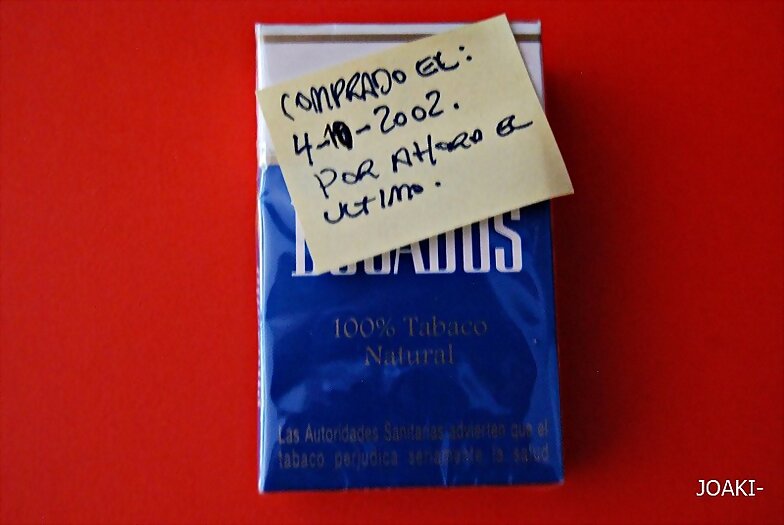 COMPRADO EL:
4-10-2002.
POR AHORA EL
ULTIMO.
DUCADOS
100% Tabaco
Natural
Las Autoridades Sanitarias advierten que el
tabaco perjudica seriamente la salud
JOAKI-